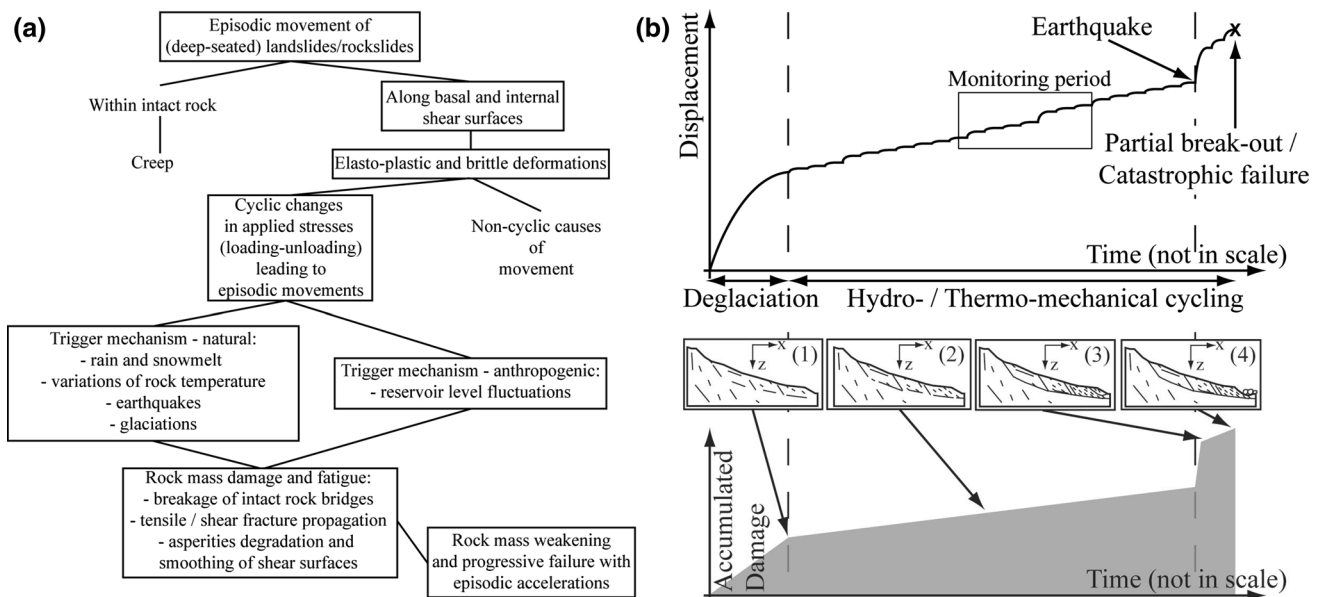 (a)
Episodic movement of
(deep-seated) landslides/rockslides
Within intact rock
Creep
Along basal and internal
shear surfaces
Elasto-plastic and brittle deformations
Cyclic changes
in applied stresses
(loading-unloading)
leading to
episodic movements
Non-cyclic causes
of
movement
Trigger mechanism - natural:
- rain and snowmelt
- variations of rock temperature
- earthquakes
- glaciations
Trigger mechanism - anthropogenic:
- reservoir level fluctuations
Rock mass damage and fatigue:
- breakage of intact rock bridges
- tensile / shear fracture propagation
- asperities degradation and
smoothing of shear surfaces
Rock mass weakening
and progressive failure with
episodic accelerations
(b)
Displacement
Earthquake
x
Monitoring period
Partial break-out /
Catastrophic failure
Time (not in scale)
Deglaciation
Hydro- / Thermo-mechanical cycling
x
z
(1)
x
z
(2)
x
z
(3)
x
z
(4)
Accumulated
Damage
Time (not in scale)